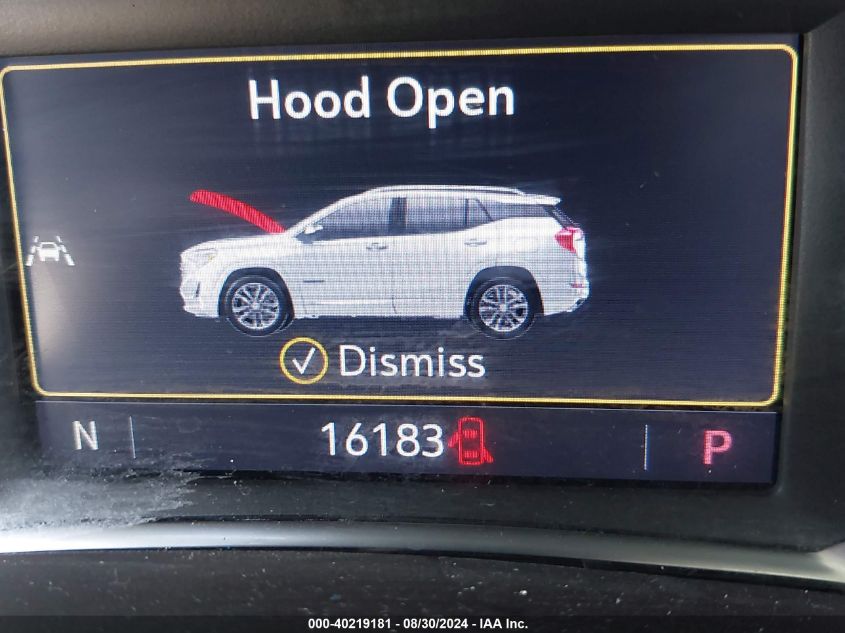 Hood Open
Dismiss
N 16183 P
000-40219181 - 08/30/2024 - IAA Inc.